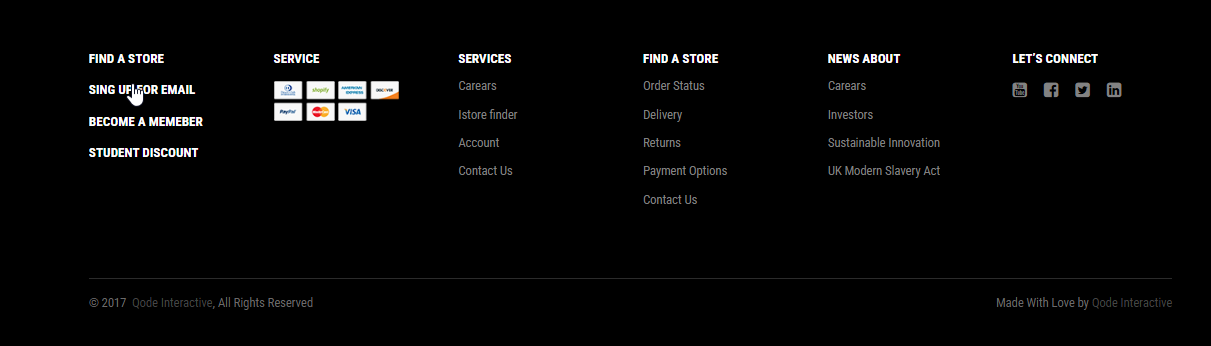 FIND A STORE
SING UP FOR EMAIL
BECOME A MEMEBER
STUDENT DISCOUNT
SERVICE
shopify
AMERICAN EXPRESS
DISCOVER
PayPal
MasterCard
VISA
SERVICES
Carears
Istore finder
Account
Contact Us
FIND A STORE
Order Status
Delivery
Returns
Payment Options
Contact Us
NEWS ABOUT
Carears
Investors
Sustainable Innovation
UK Modern Slavery Act
LET'S CONNECT
You Tube
© 2017 Qode Interactive, All Rights Reserved
Made With Love by Qode Interactive